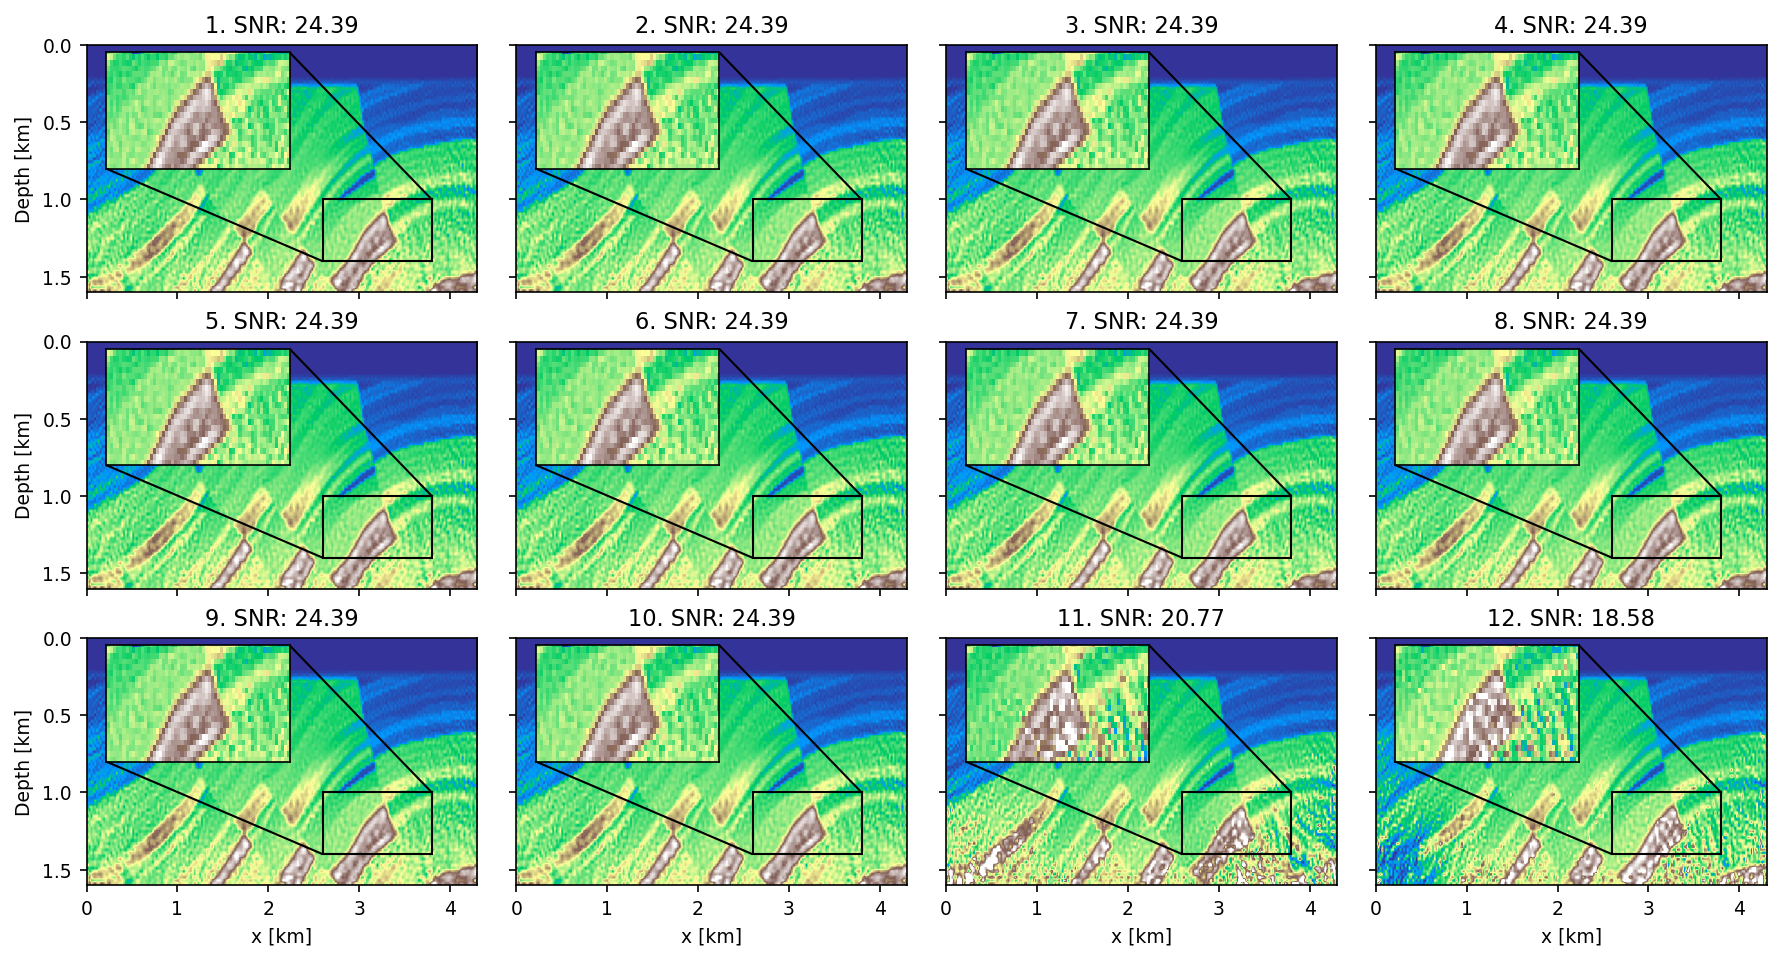 1. SNR: 24.39 2. SNR: 24.39 3. SNR: 24.39 4. SNR: 24.39
0.0
0.5
1.0
1.5
Depth [km]
5. SNR: 24.39 6. SNR: 24.39 7. SNR: 24.39 8. SNR: 24.39
0.0
0.5
1.0
1.5
Depth [km]
9. SNR: 24.39 10. SNR: 24.39 11. SNR: 20.77 12. SNR: 18.58
0.0
0.5
1.0
1.5
Depth [km]
0 1 2 3 4 0 1 2 3 4 0 1 2 3 4 0 1 2 3 4
x [km] x [km] x [km] x [km]